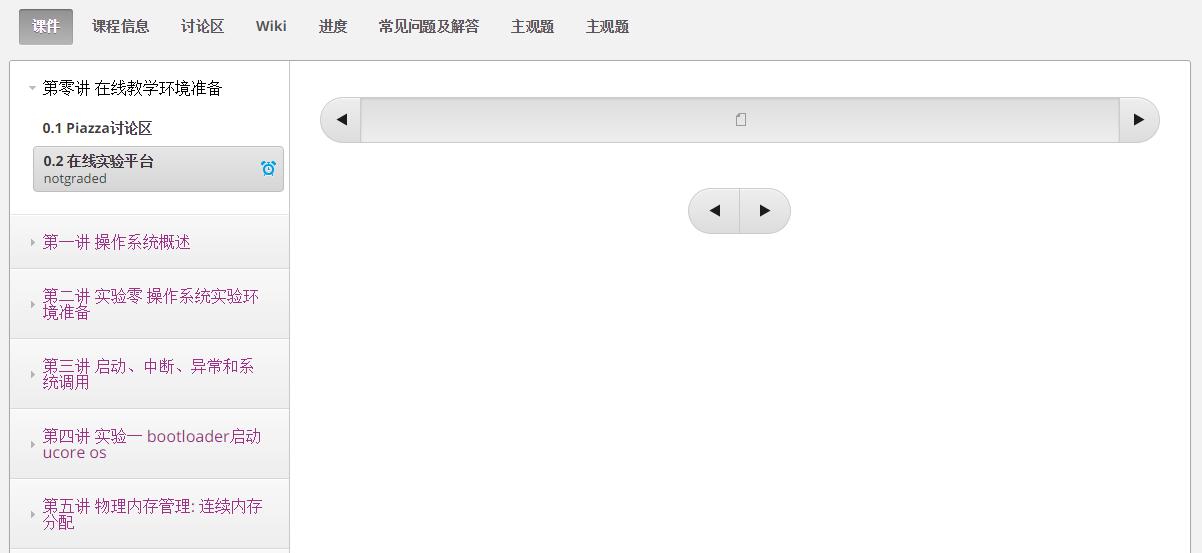 课件 课程信息 讨论区 Wiki 进度 常见问题及解答 主观题 主观题
第零讲 在线教学环境准备
0.1 Piazza讨论区
0.2 在线实验平台
notgraded
第一讲 操作系统概述
第二讲 实验零 操作系统实验环
境准备
第三讲 启动、中断、异常和系
统调用
第四讲 实验一 bootloader启动
ucore os
第五讲 物理内存管理: 连续内存
分配